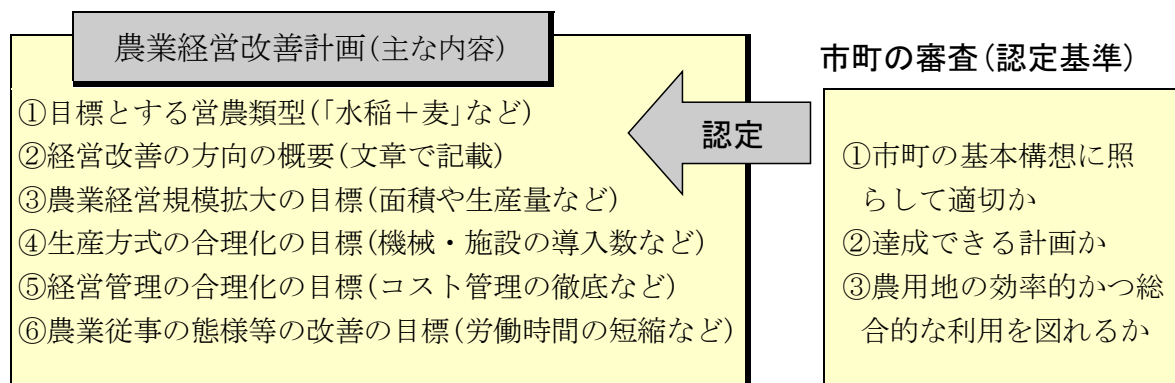 農業経営改善計画(主な内容)
①目標とする営農類型(「水稲＋麦」など)
②経営改善の方向の概要(文章で記載)
③農業経営規模拡大の目標(面積や生産量など)
④生産方式の合理化の目標(機械・施設の導入数など)
⑤経営管理の合理化の目標(コスト管理の徹底など)
⑥農業従事の態様等の改善の目標(労働時間の短縮など)
認定
市町の審査(認定基準)
①市町の基本構想に照
らして適切か
②達成できる計画か
③農用地の効率的かつ総
合的な利用を図れるか